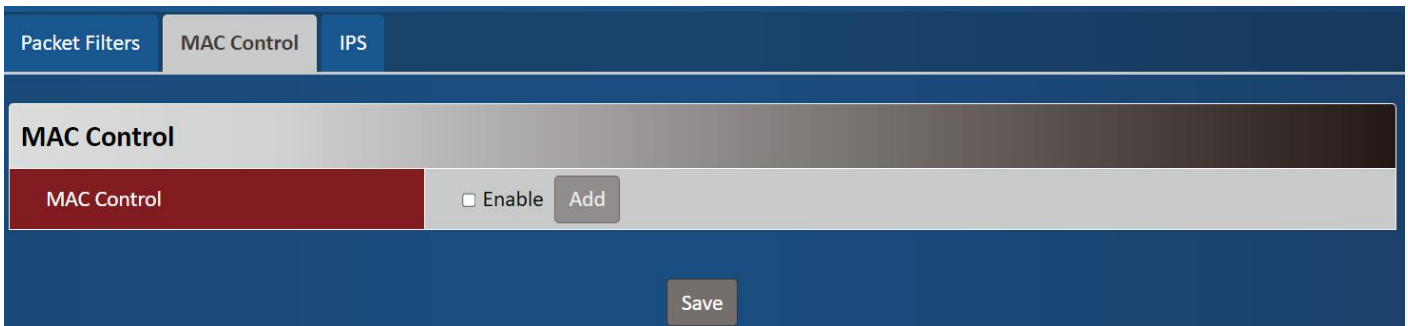 Packet Filters MAC Control IPS
MAC Control
MAC Control Enable Add
Save